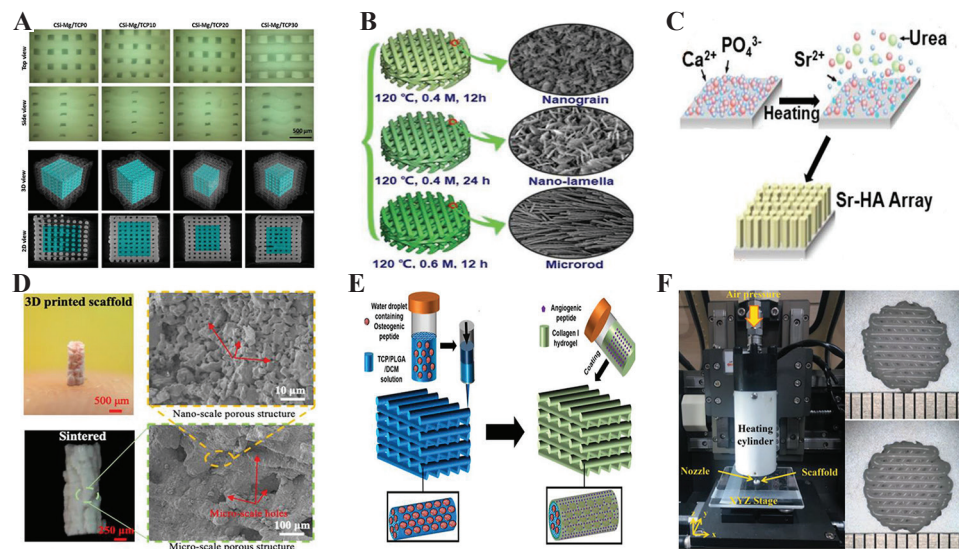 A
CSi-Mg/TCP0
CSi-Mg/TCP10
CSi-Mg/TCP20
CSi-Mg/TCP30
Top view
Side view
500 μm
3D view
2D view
B
120 °C, 0.4 M, 12h
Nanograin
120 °C, 0.4 M, 24 h
Nano-lamella
120 °C, 0.6 M, 12 h
Microrod
C
Ca2+
PO43-
Sr2+
Urea
Heating
Sr-HA Array
D
3D printed scaffold
500 μm
10 μm
Nano-scale porous structure
Sintered
250 μm
Micro-scale holes
100 μm
Micro-scale porous structure
E
Water droplet
containing
Osteogenic
peptide
TCP/PLGA
/DCM
solution
Angiogenic
peptide
Collagen I
hydrogel
Coating
F
Air pressure
Heating
cylinder
Nozzle
Scaffold
XYZ Stage
z
y
x